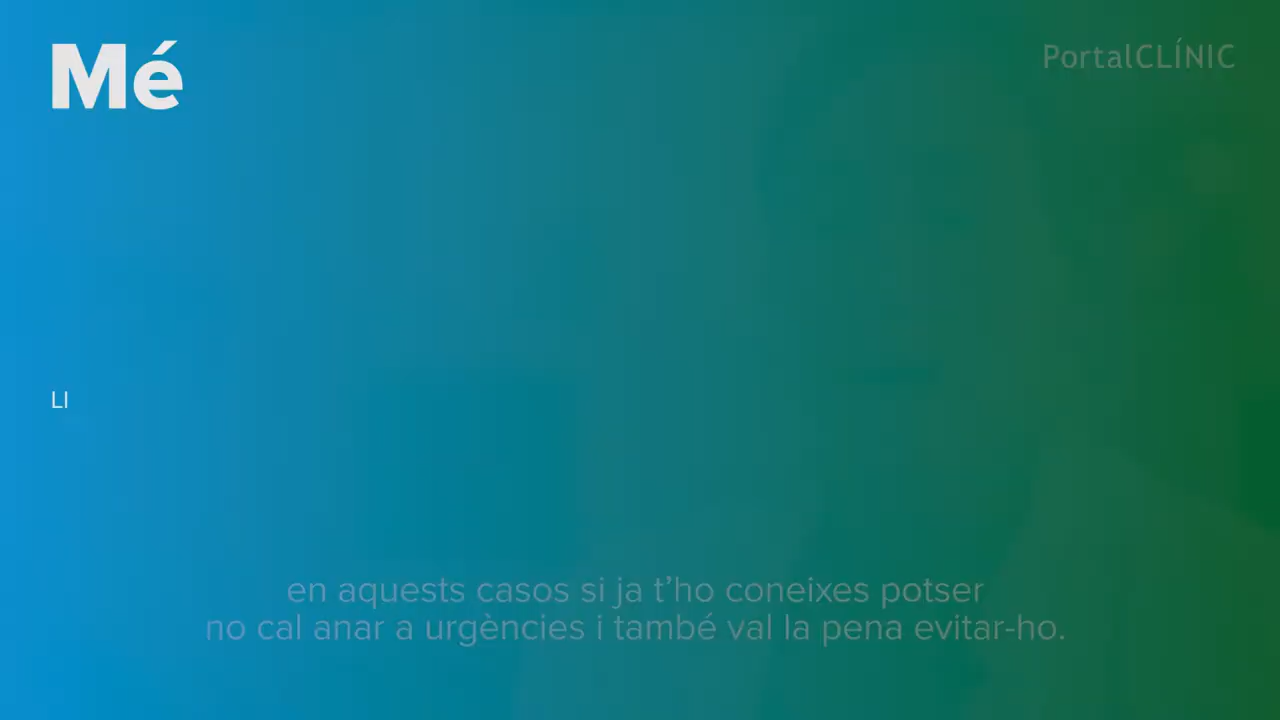 Mé
PortalCLÍNIC
LI
en aquests casos si ja t’ho coneixes potser
no cal anar a urgències i també val la pena evitar-ho.